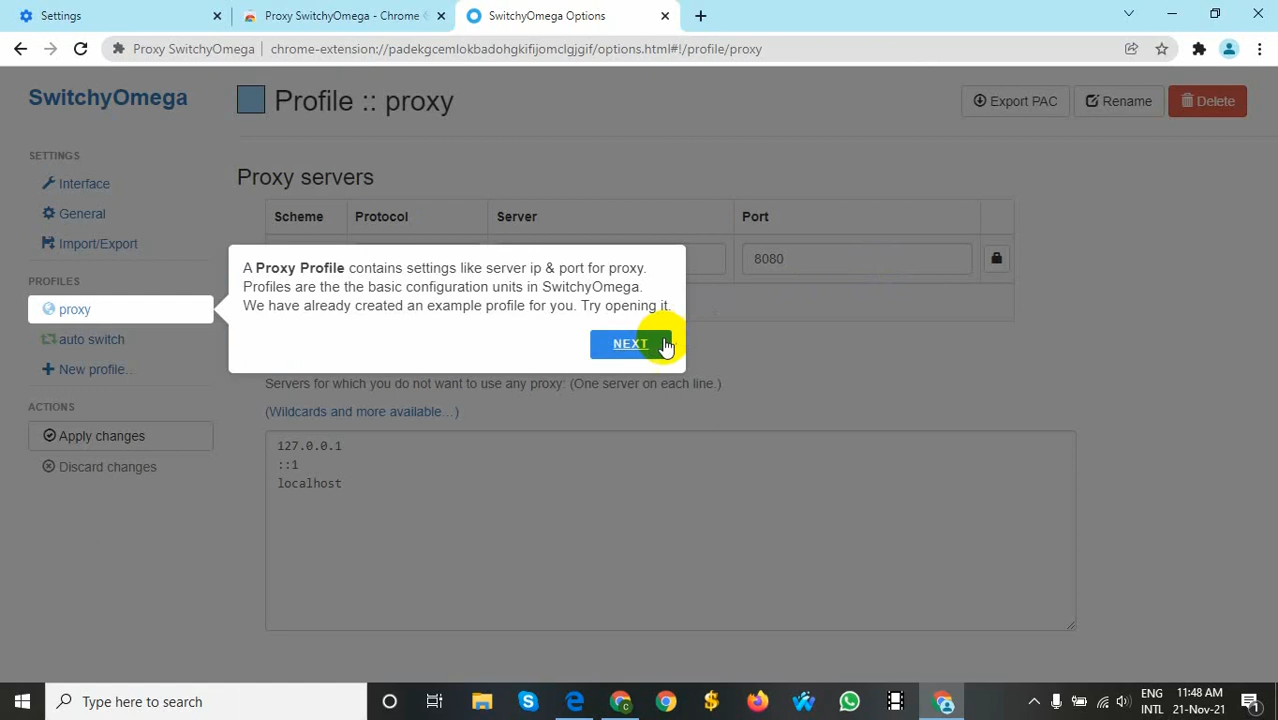 Settings
Proxy SwitchyOmega - Chrome
SwitchyOmega Options
Proxy SwitchyOmega
chrome-extension://padekgcemlokbadohgkifijomclgjgif/options.html#!/profile/proxy
SwitchyOmega
Profile :: proxy
Export PAC
Rename
Delete
SETTINGS
Interface
General
Import/Export
PROFILES
proxy
auto switch
New profile..
ACTIONS
Apply changes
Discard changes
Proxy servers
Scheme
Protocol
Server
Port
8080
A Proxy Profile contains settings like server ip & port for proxy.
Profiles are the the basic configuration units in SwitchyOmega.
We have already created an example profile for you. Try opening it.
NEXT
Servers for which you do not want to use any proxy: (One server on each line.)
(Wildcards and more available…)
127.0.0.1
::1
localhost
Type here to search
ENG
INTL
11:48 AM
21-Nov-21
1